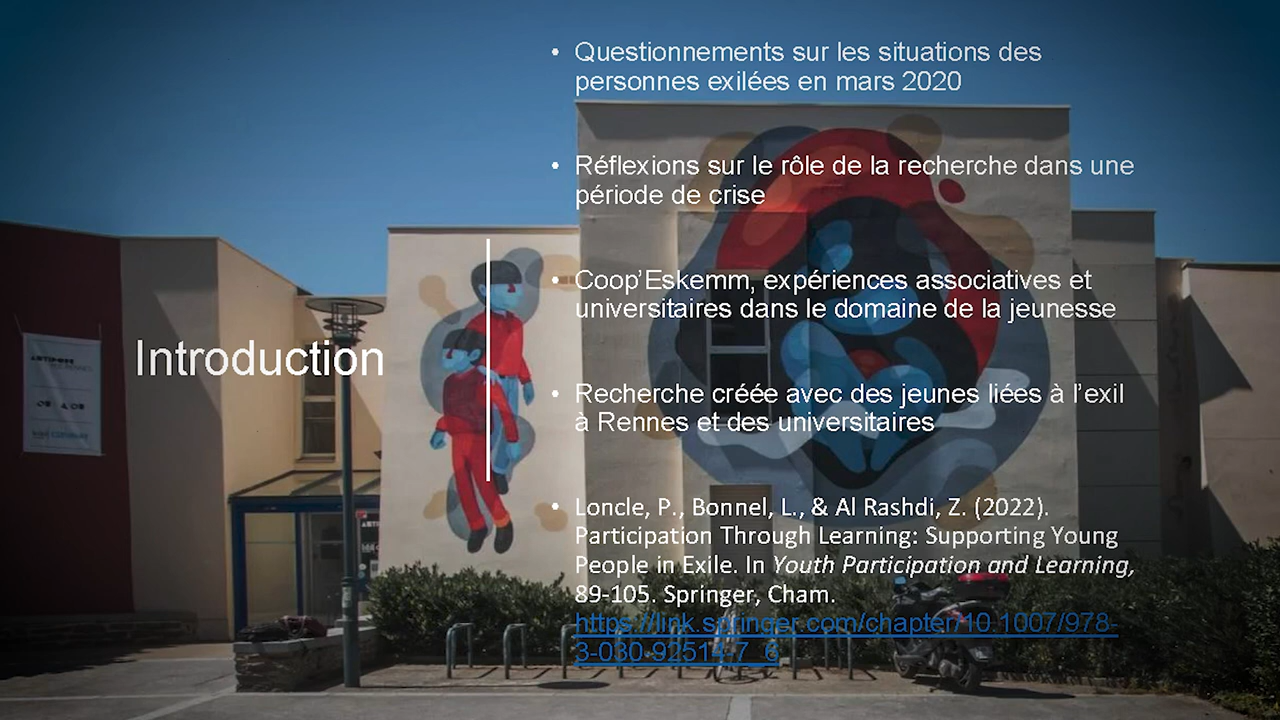 Introduction
• Questionnements sur les situations des
personnes exilées en mars 2020
• Réflexions sur le rôle de la recherche dans une
période de crise
• Coop’Eskemm, expériences associatives et
universitaires dans le domaine de la jeunesse
• Recherche créée avec des jeunes liées à l’exil
à Rennes et des universitaires
• Loncle, P., Bonnel, L., & Al Rashdi, Z. (2022).
Participation Through Learning: Supporting Young
People in Exile. In Youth Participation and Learning,
89-105. Springer, Cham.
https://link.springer.com/chapter/10.1007/978-
3-030-92514-7_6